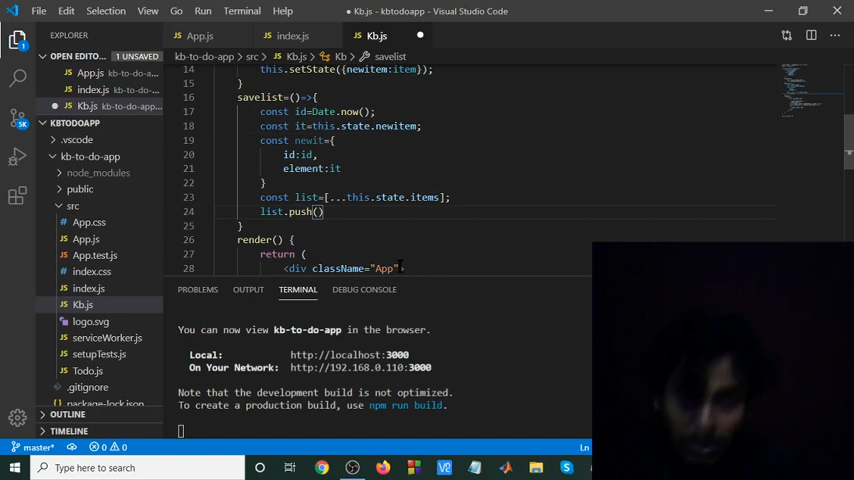 File Edit Selection View Go Run Terminal Help
● Kb.js - kbtodoapp - Visual Studio Code
EXPLORER
OPEN EDITO... 1 UNSAVED
JS App.js kb-to-do-a...
JS index.js kb-to-do...
● JS Kb.js kb-to-do-ap...
KBTODOAPP
.vscode
kb-to-do-app
node_modules
public
src
App.css
JS App.js
JS App.test.js
index.css
JS index.js
JS Kb.js
logo.svg
JS serviceWorker.js
JS setupTests.js
JS Todo.js
.gitignore
package-lock.json
OUTLINE
TIMELINE
1
5K
JS App.js
JS index.js
JS Kb.js ●
kb-to-do-app > src > JS Kb.js > Kb > savelist
14 this.setState({newitem:item});
15 }
16 savelist=()=>{
17 const id=Date.now();
18 const it=this.state.newitem;
19 const newit={
20 id:id,
21 element:it
22 }
23 const list=[...this.state.items];
24 list.push()
25 }
26 render() {
27 return (
28 <div className="App">
PROBLEMS OUTPUT TERMINAL DEBUG CONSOLE
You can now view kb-to-do-app in the browser.
Local: http://localhost:3000
On Your Network: http://192.168.0.110:3000
Note that the development build is not optimized.
To create a production build, use npm run build.
master* 0 0
Ln
Type here to search